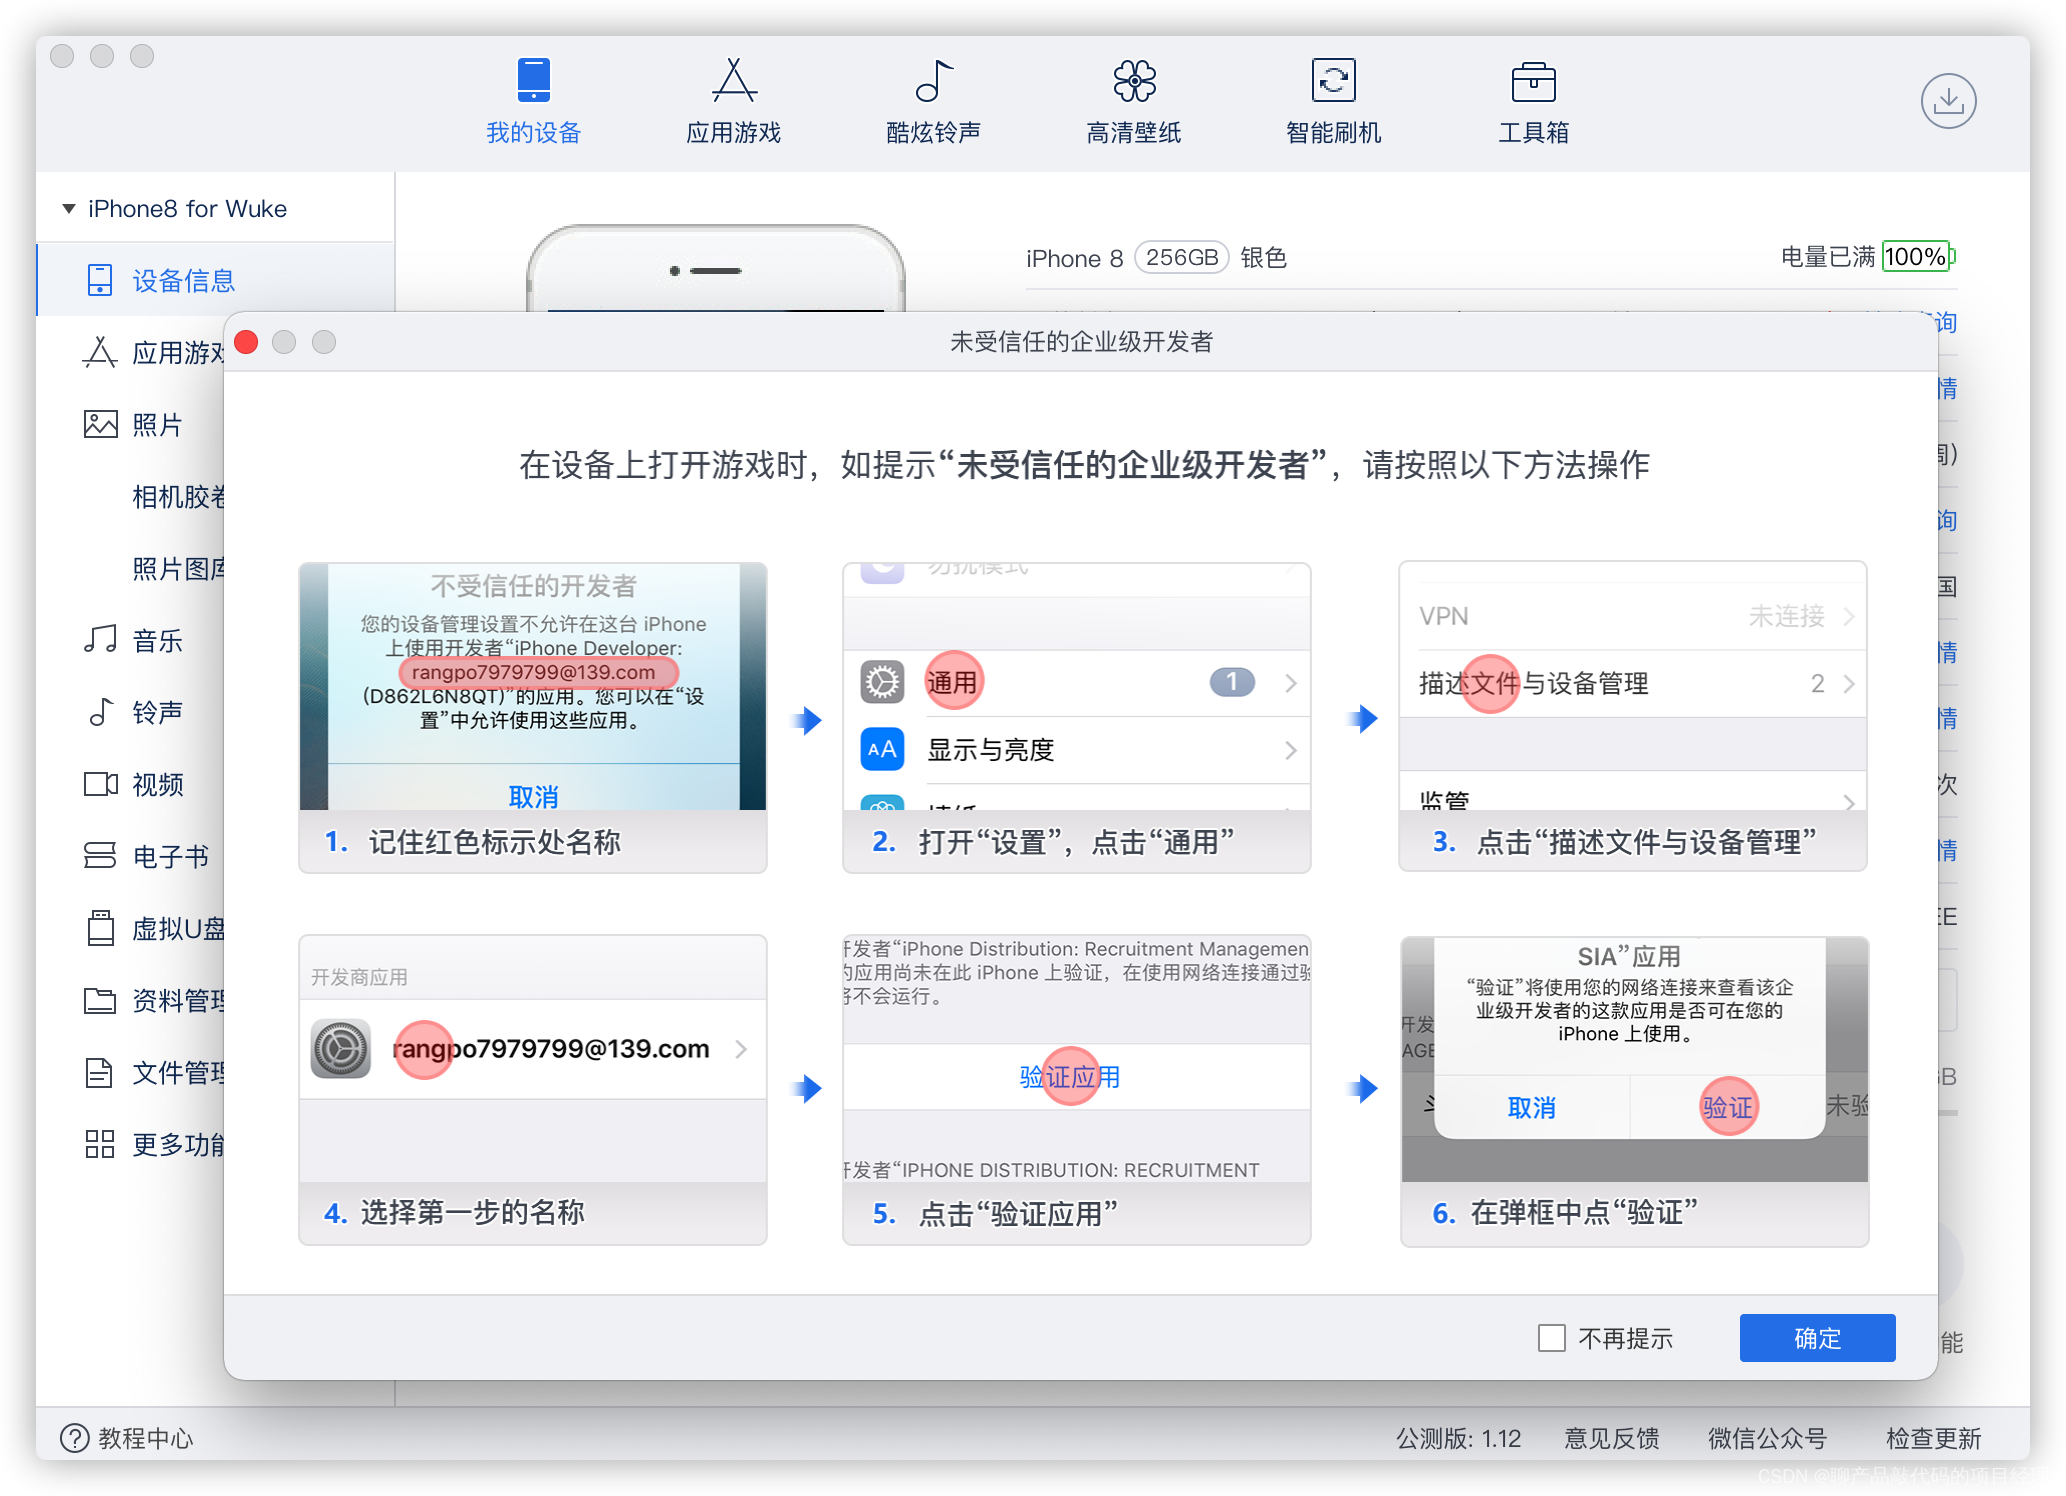 我的设备
应用游戏
酷炫铃声
高清壁纸
智能刷机
工具箱
iPhone8 for Wuke
设备信息
应用游戏
照片
相机胶卷
照片图库
音乐
铃声
视频
电子书
虚拟U盘
资料管理
文件管理
更多功能
iPhone 8 256GB 银色
电量已满 100%
询
情
周)
询
国
情
情
次
情
EE
GB
能
未受信任的企业级开发者
在设备上打开游戏时，如提示“未受信任的企业级开发者”，请按照以下方法操作
不受信任的开发者
您的设备管理设置不允许在这台 iPhone
上使用开发者“iPhone Developer:
rangpo7979799@139.com
(D862L6N8QT)”的应用。您可以在“设
置”中允许使用这些应用。
取消
1. 记住红色标示处名称
勿扰模式
通用 1
显示与亮度
2. 打开“设置”，点击“通用”
VPN 未连接
描述文件与设备管理 2
监管
3. 点击“描述文件与设备管理”
开发商应用
rangpo7979799@139.com
4. 选择第一步的名称
开发者“iPhone Distribution: Recruitment Managemen
的应用尚未在此 iPhone 上验证，在使用网络连接通过验
将不会运行。
验证应用
开发者“IPHONE DISTRIBUTION: RECRUITMENT
5. 点击“验证应用”
SIA”应用
“验证”将使用您的网络连接来查看该企
业级开发者的这款应用是否可在您的
iPhone 上使用。
开发
AGE
取消
验证
未验
6. 在弹框中点“验证”
不再提示
确定
教程中心
公测版: 1.12
意见反馈
微信公众号
检查更新
CSDN @聊产品敲代码的项目经理